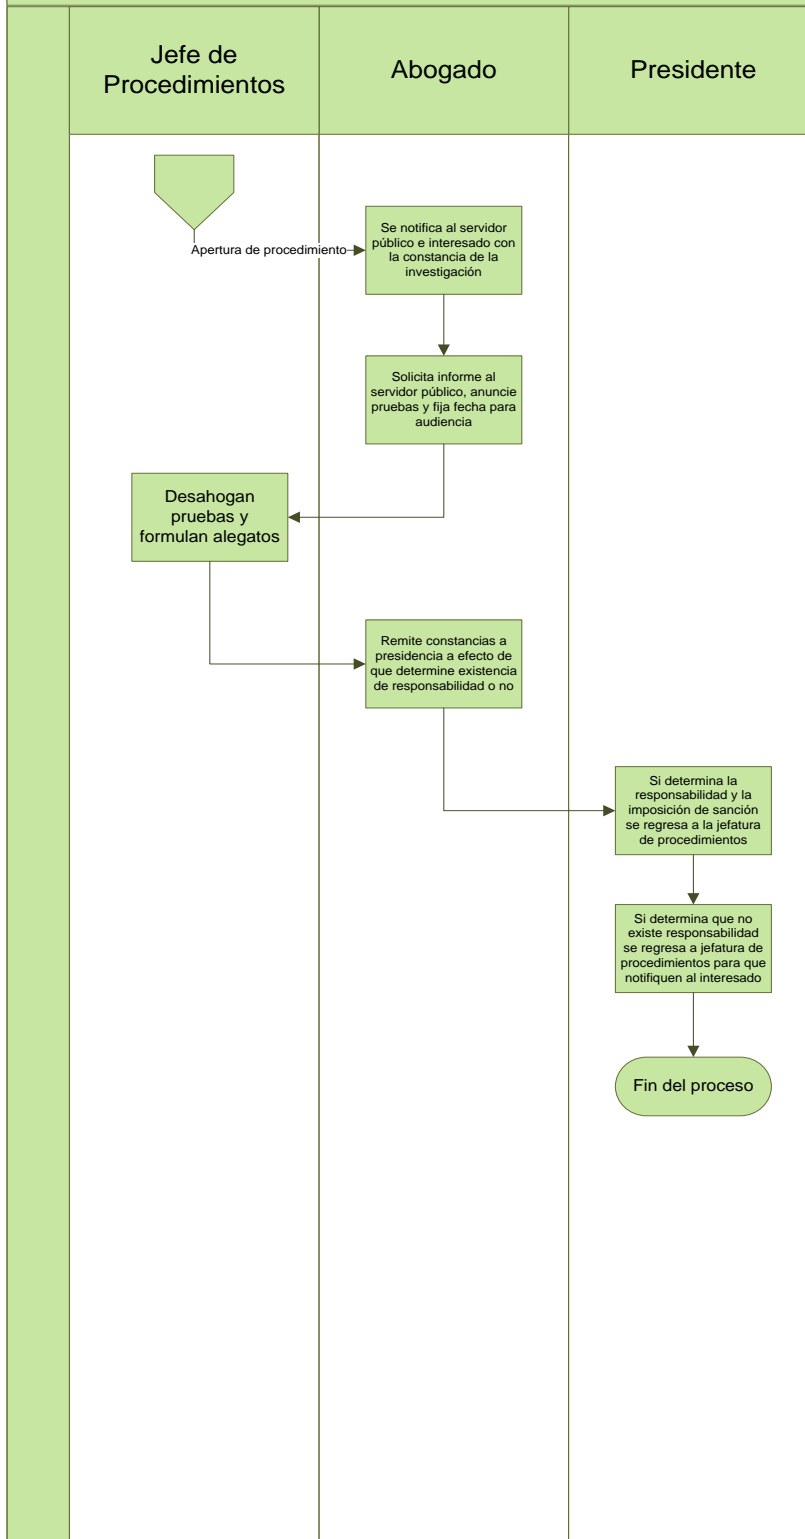 Jefe de
Procedimientos
Abogado
Presidente
Apertura de procedimiento
Se notifica al servidor
público e interesado con
la constancia de la
investigación
Solicita informe al
servidor público, anuncie
pruebas y fija fecha para
audiencia
Desahogan
pruebas y
formulan alegatos
Remite constancias a
presidencia a efecto de
que determine existencia
de responsabilidad o no
Si determina la
responsabilidad y la
imposición de sanción
se regresa a la jefatura
de procedimientos
Si determina que no
existe responsabilidad
se regresa a jefatura de
procedimientos para que
notifiquen al interesado
Fin del proceso